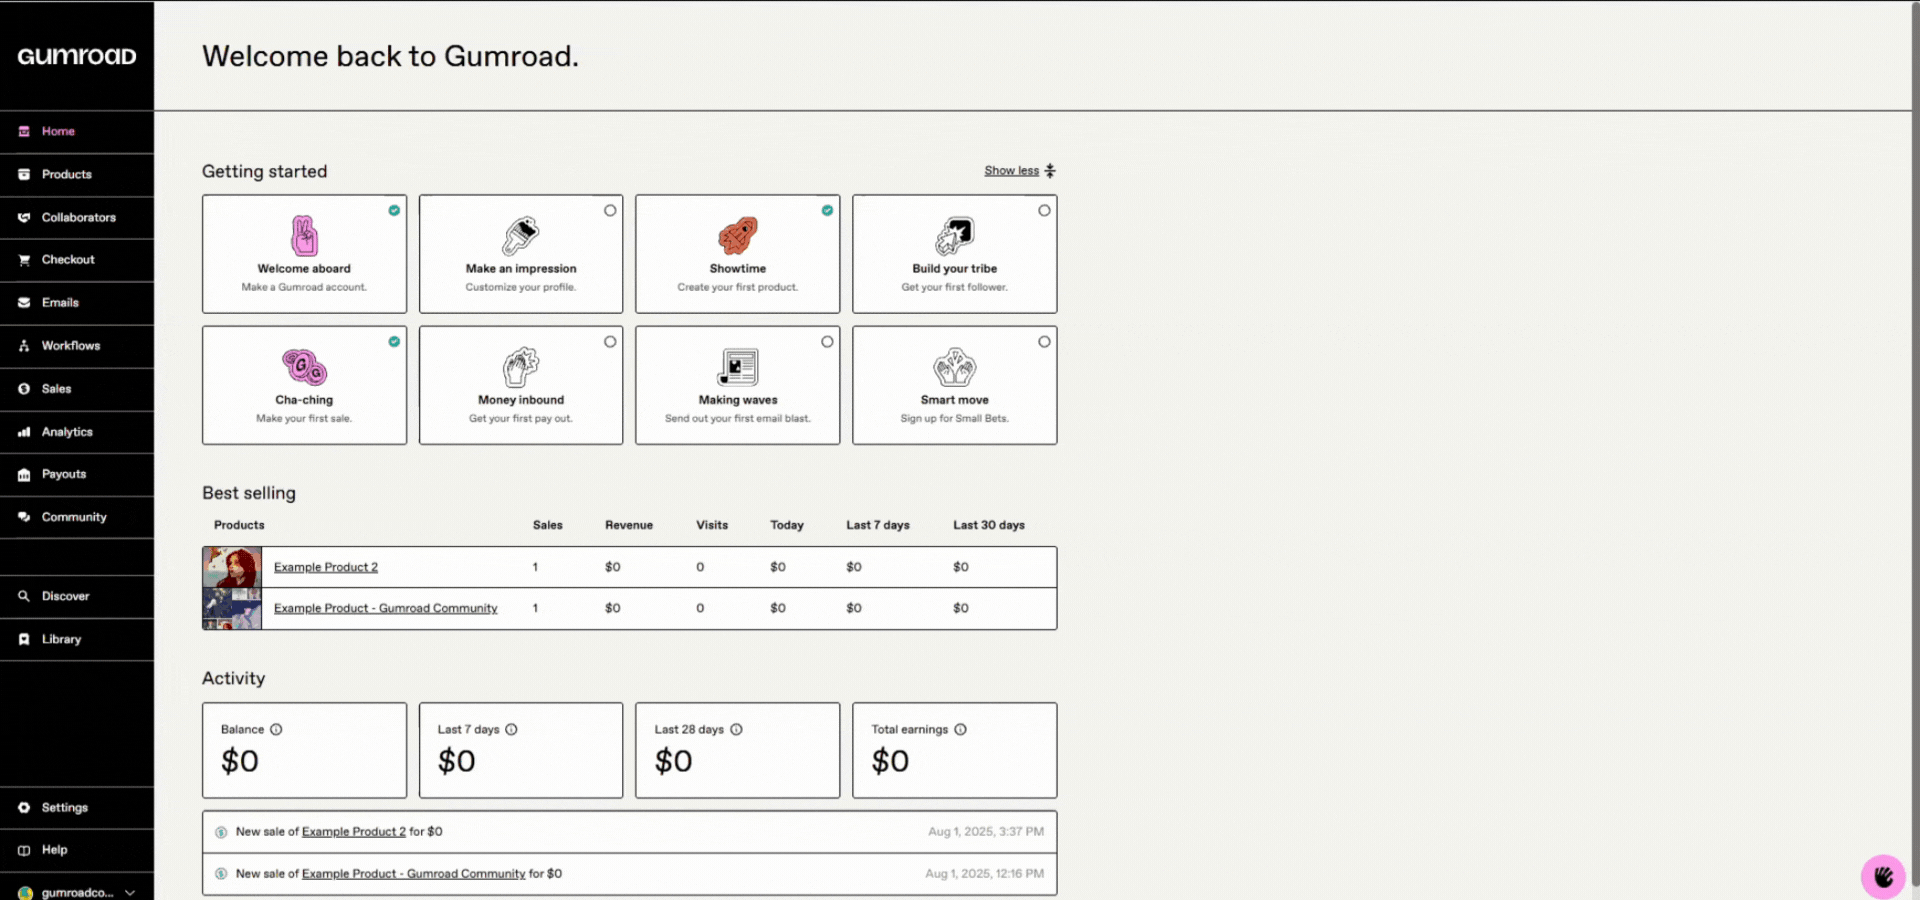 GUMROAD
Home
Products
Collaborators
Checkout
Emails
Workflows
Sales
Analytics
Payouts
Community
Discover
Library
Settings
Help
gumroadco...
Welcome back to Gumroad.
Getting started
Show less
Welcome aboard
Make a Gumroad account.
Make an impression
Customize your profile.
Showtime
Create your first product.
Build your tribe
Get your first follower.
Cha-ching
Make your first sale.
Money inbound
Get your first pay out.
Making waves
Send out your first email blast.
Smart move
Sign up for Small Bets.
Best selling
Products Sales Revenue Visits Today Last 7 days Last 30 days
Example Product 2 1 $0 0 $0 $0 $0
Example Product - Gumroad Community 1 $0 0 $0 $0 $0
Activity
Balance
$0
Last 7 days
$0
Last 28 days
$0
Total earnings
$0
New sale of Example Product 2 for $0 Aug 1, 2025, 3:37 PM
New sale of Example Product - Gumroad Community for $0 Aug 1, 2025, 12:16 PM